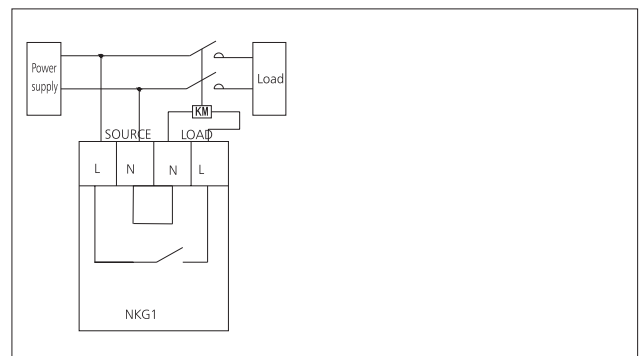 Power
supply
Load
KM
SOURCE LOAD
L N N L
NKG1